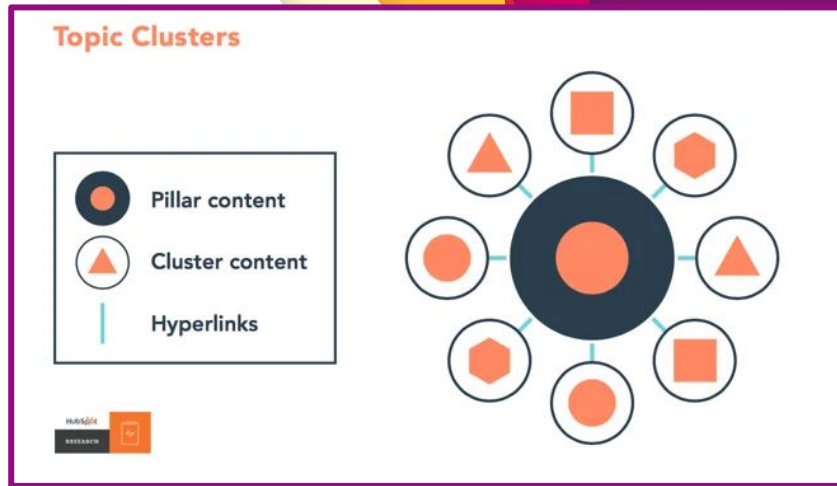 Topic Clusters
Pillar content
Cluster content
Hyperlinks
HubSpot
RESEARCH